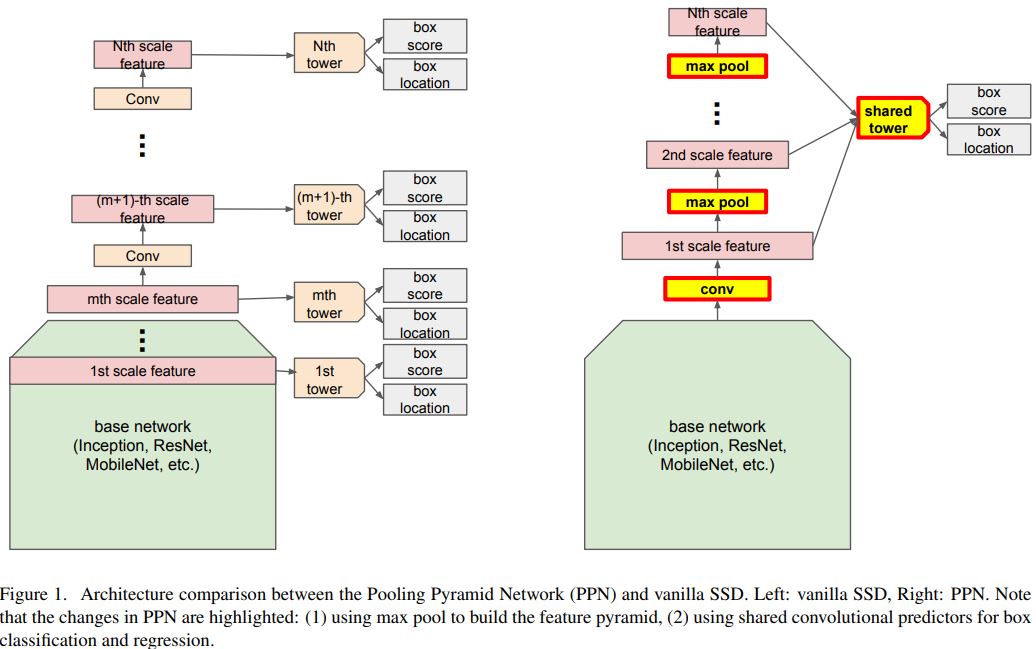 Nth scale
feature
Nth
tower
box
score
box
location
Conv
(m+1)-th scale
feature
(m+1)-th
tower
box
score
box
location
Conv
mth scale feature
mth
tower
box
score
box
location
1st scale feature
1st
tower
box
score
box
location
base network
(Inception, ResNet,
MobileNet, etc.)
Nth scale
feature
max pool
shared
tower
box
score
box
location
2nd scale feature
max pool
1st scale feature
conv
base network
(Inception, ResNet,
MobileNet, etc.)
Figure 1. Architecture comparison between the Pooling Pyramid Network (PPN) and vanilla SSD. Left: vanilla SSD, Right: PPN. Note
that the changes in PPN are highlighted: (1) using max pool to build the feature pyramid, (2) using shared convolutional predictors for box
classification and regression.